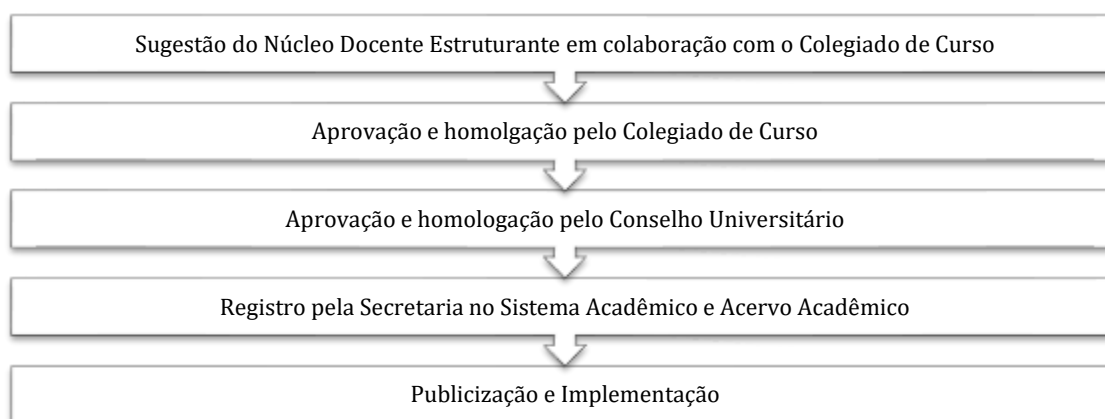 Sugestão do Núcleo Docente Estruturante em colaboração com o Colegiado de Curso
Aprovação e homolgação pelo Colegiado de Curso
Aprovação e homologação pelo Conselho Universitário
Registro pela Secretaria no Sistema Acadêmico e Acervo Acadêmico
Publicização e Implementação